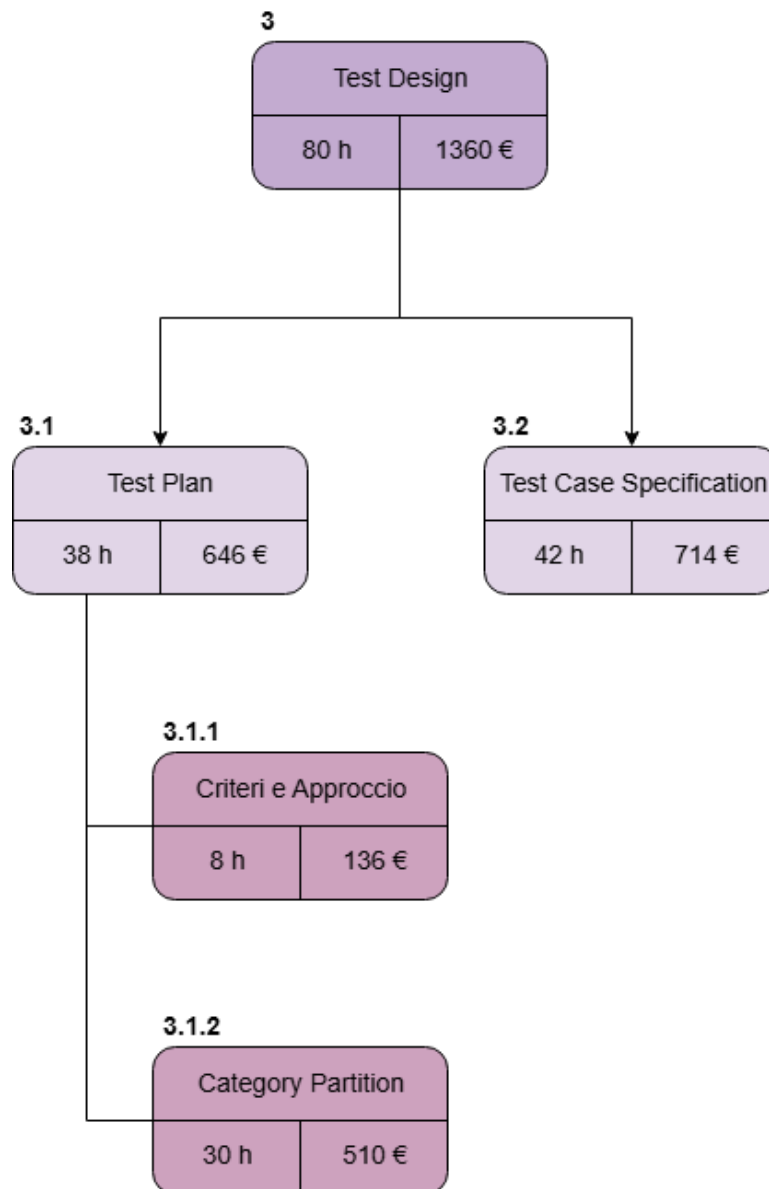 3
Test Design
80 h 1360 €
3.1
Test Plan
38 h 646 €
3.2
Test Case Specification
42 h 714 €
3.1.1
Criteri e Approccio
8 h 136 €
3.1.2
Category Partition
30 h 510 €